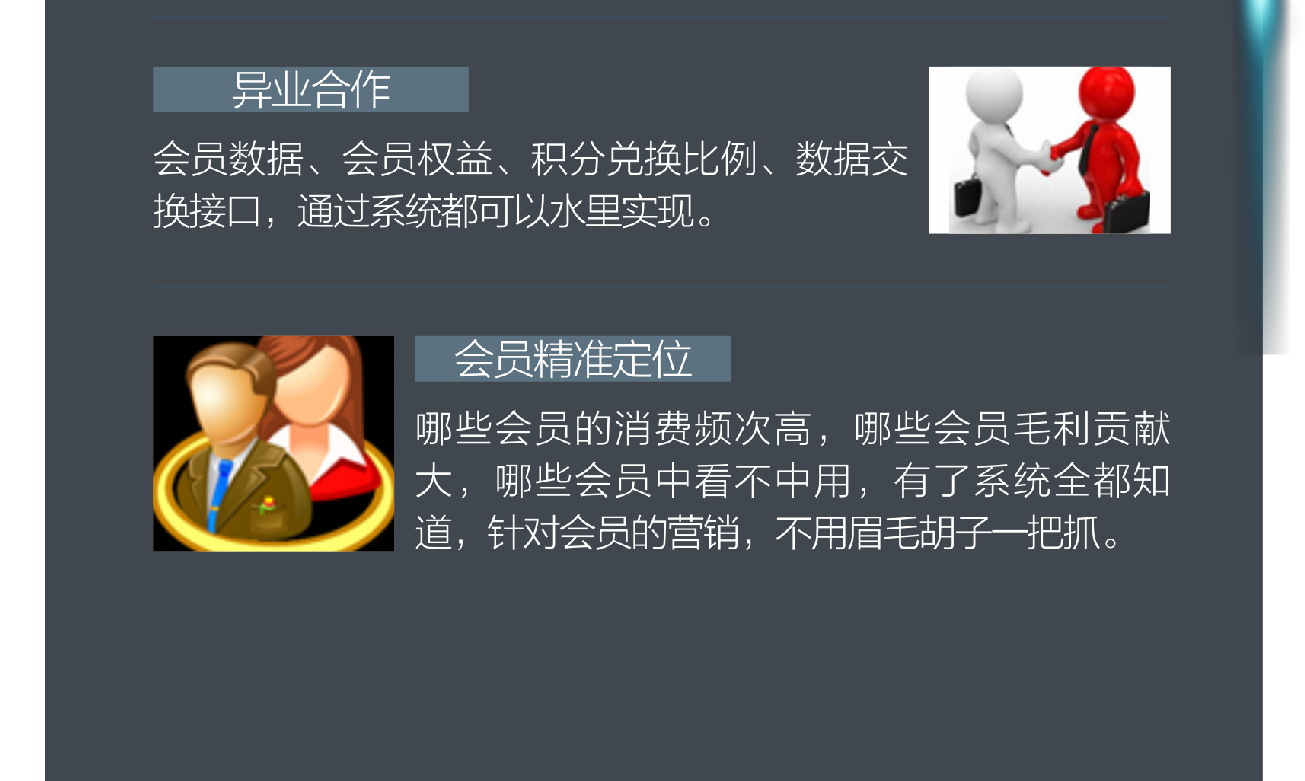 异业合作
会员数据、会员权益、积分兑换比例、数据交
换接口，通过系统都可以水里实现。
会员精准定位
哪些会员的消费频次高，哪些会员毛利贡献
大，哪些会员中看不中用，有了系统全都知
道，针对会员的营销，不用眉毛胡子一把抓。